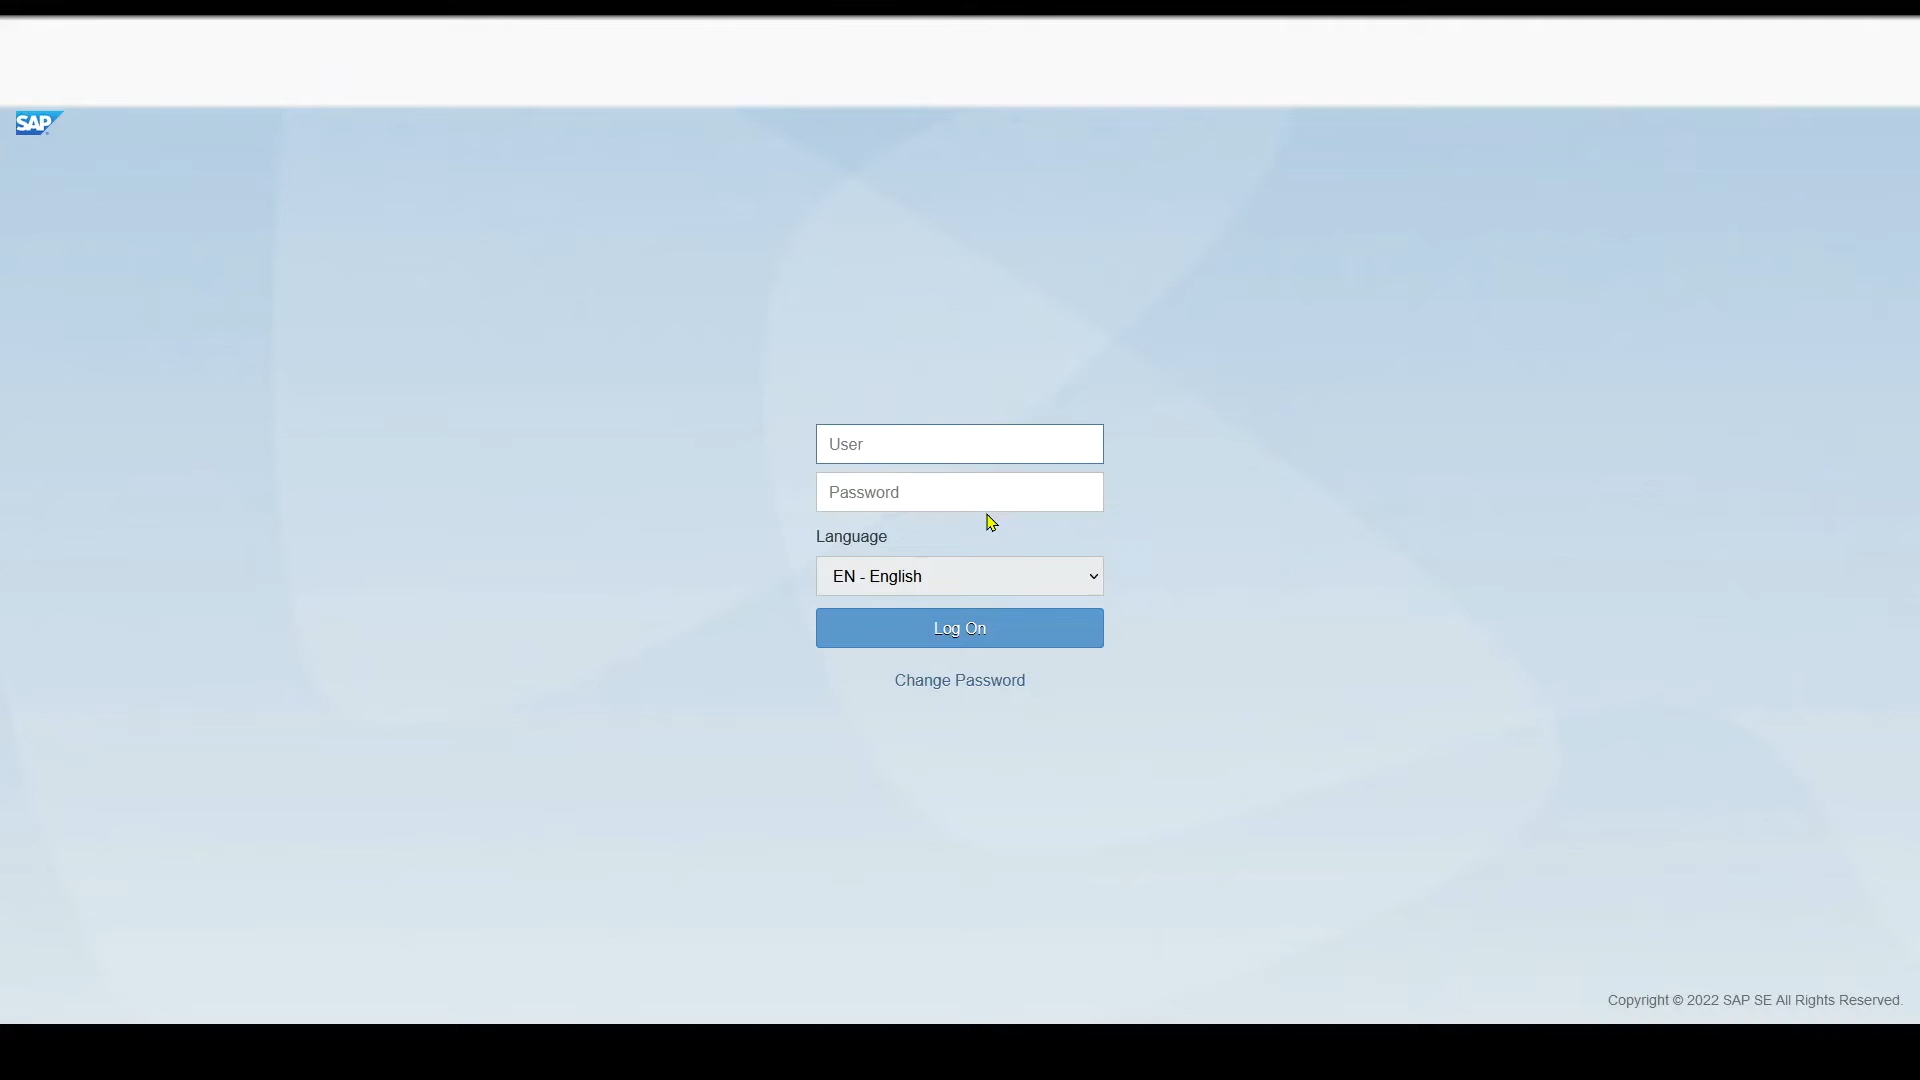 SAP
User
Password
Language
EN - English
Log On
Change Password
Copyright © 2022 SAP SE All Rights Reserved.